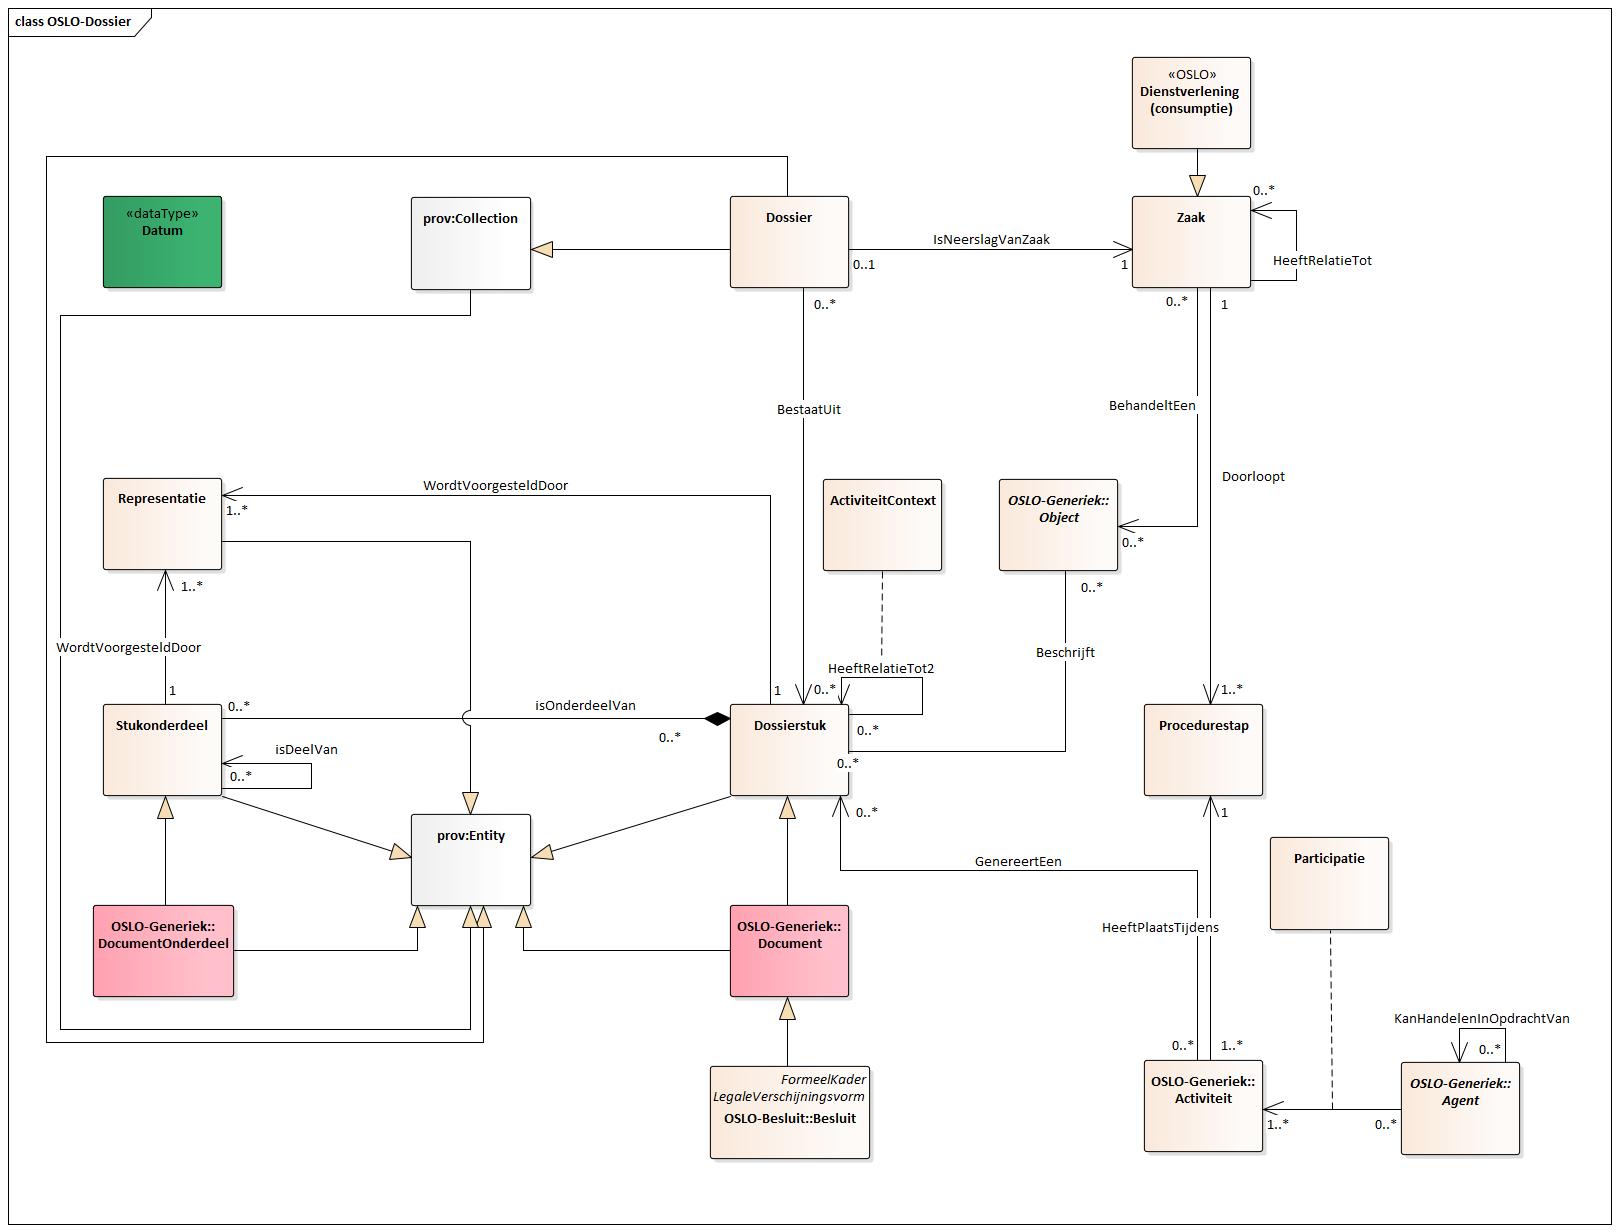 class OSLO-Dossier
«OSLO»
Dienstverlening
(consumptie)
«dataType»
Datum
prov:Collection
Dossier
Zaak
0..*
HeeftRelatieTot
IsNeerslagVanZaak
0..1
1
0..*
0..*
1
BestaatUit
BehandeltEen
Doorloopt
Representatie
WordtVoorgesteldDoor
1..*
ActiviteitContext
OSLO-Generiek::
Object
0..*
0..*
1..*
WordtVoorgesteldDoor
Beschrijft
HeeftRelatieTot2
1
0..*
isOnderdeelVan
0..*
1
0..*
1..*
Stukonderdeel
isDeelVan
0..*
Dossierstuk
0..*
0..*
Procedurestap
prov:Entity
0..*
1
GenereertEen
Participatie
OSLO-Generiek::
DocumentOnderdeel
OSLO-Generiek::
Document
HeeftPlaatsTijdens
KanHandelenInOpdrachtVan
0..*
0..*
1..*
FormeelKader
LegaleVerschijningsvorm
OSLO-Besluit::Besluit
OSLO-Generiek::
Activiteit
OSLO-Generiek::
Agent
1..*
0..*